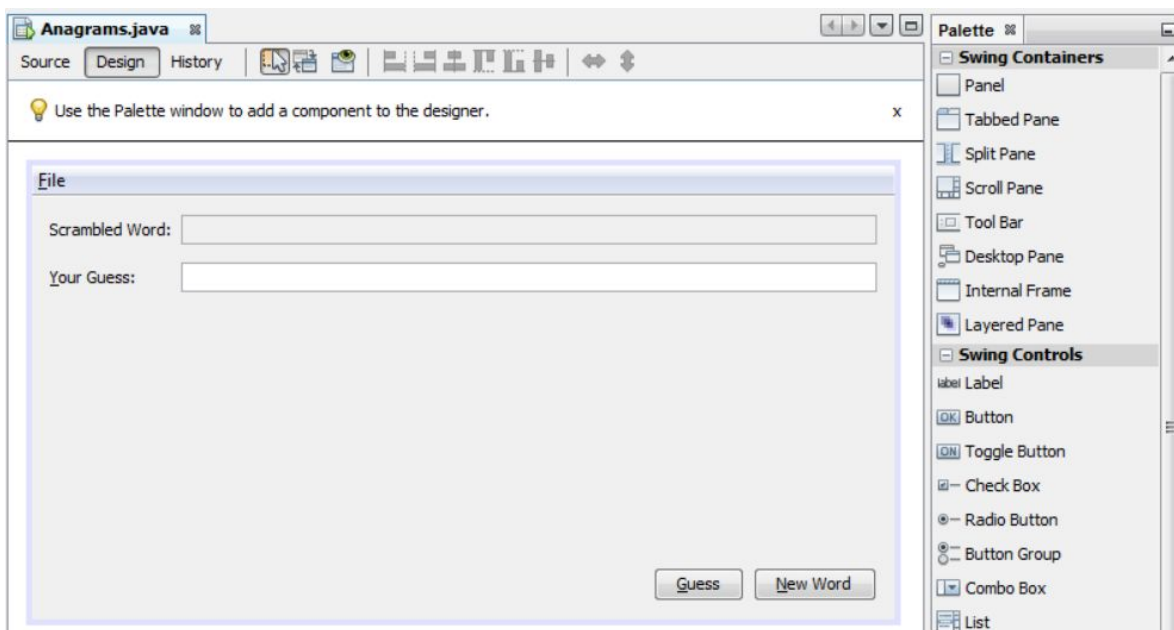 Anagrams.java
Source Design History
Use the Palette window to add a component to the designer. x
File
Scrambled Word:
Your Guess:
Guess New Word
Palette
Swing Containers
Panel
Tabbed Pane
Split Pane
Scroll Pane
Tool Bar
Desktop Pane
Internal Frame
Layered Pane
Swing Controls
label Label
OK Button
ON Toggle Button
Check Box
Radio Button
Button Group
Combo Box
List